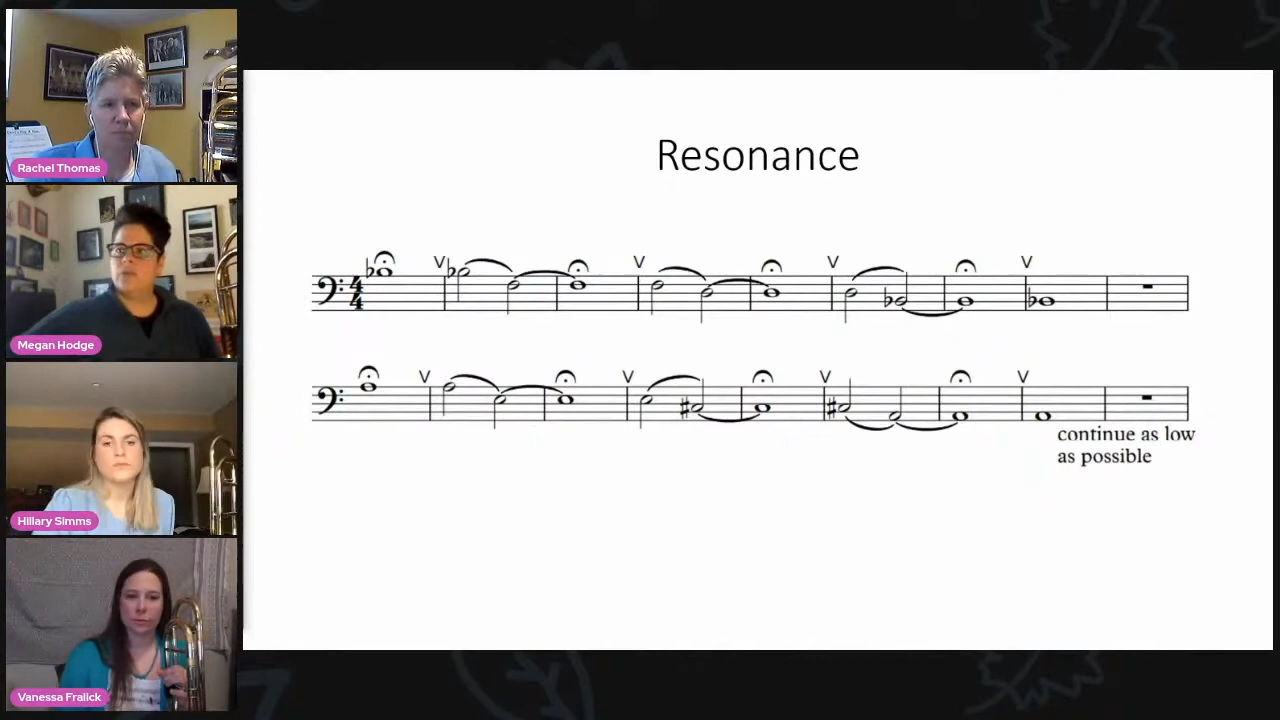 Rachel Thomas
Megan Hodge
Hillary Simms
Vanessa Fralick
Resonance
continue as low
as possible